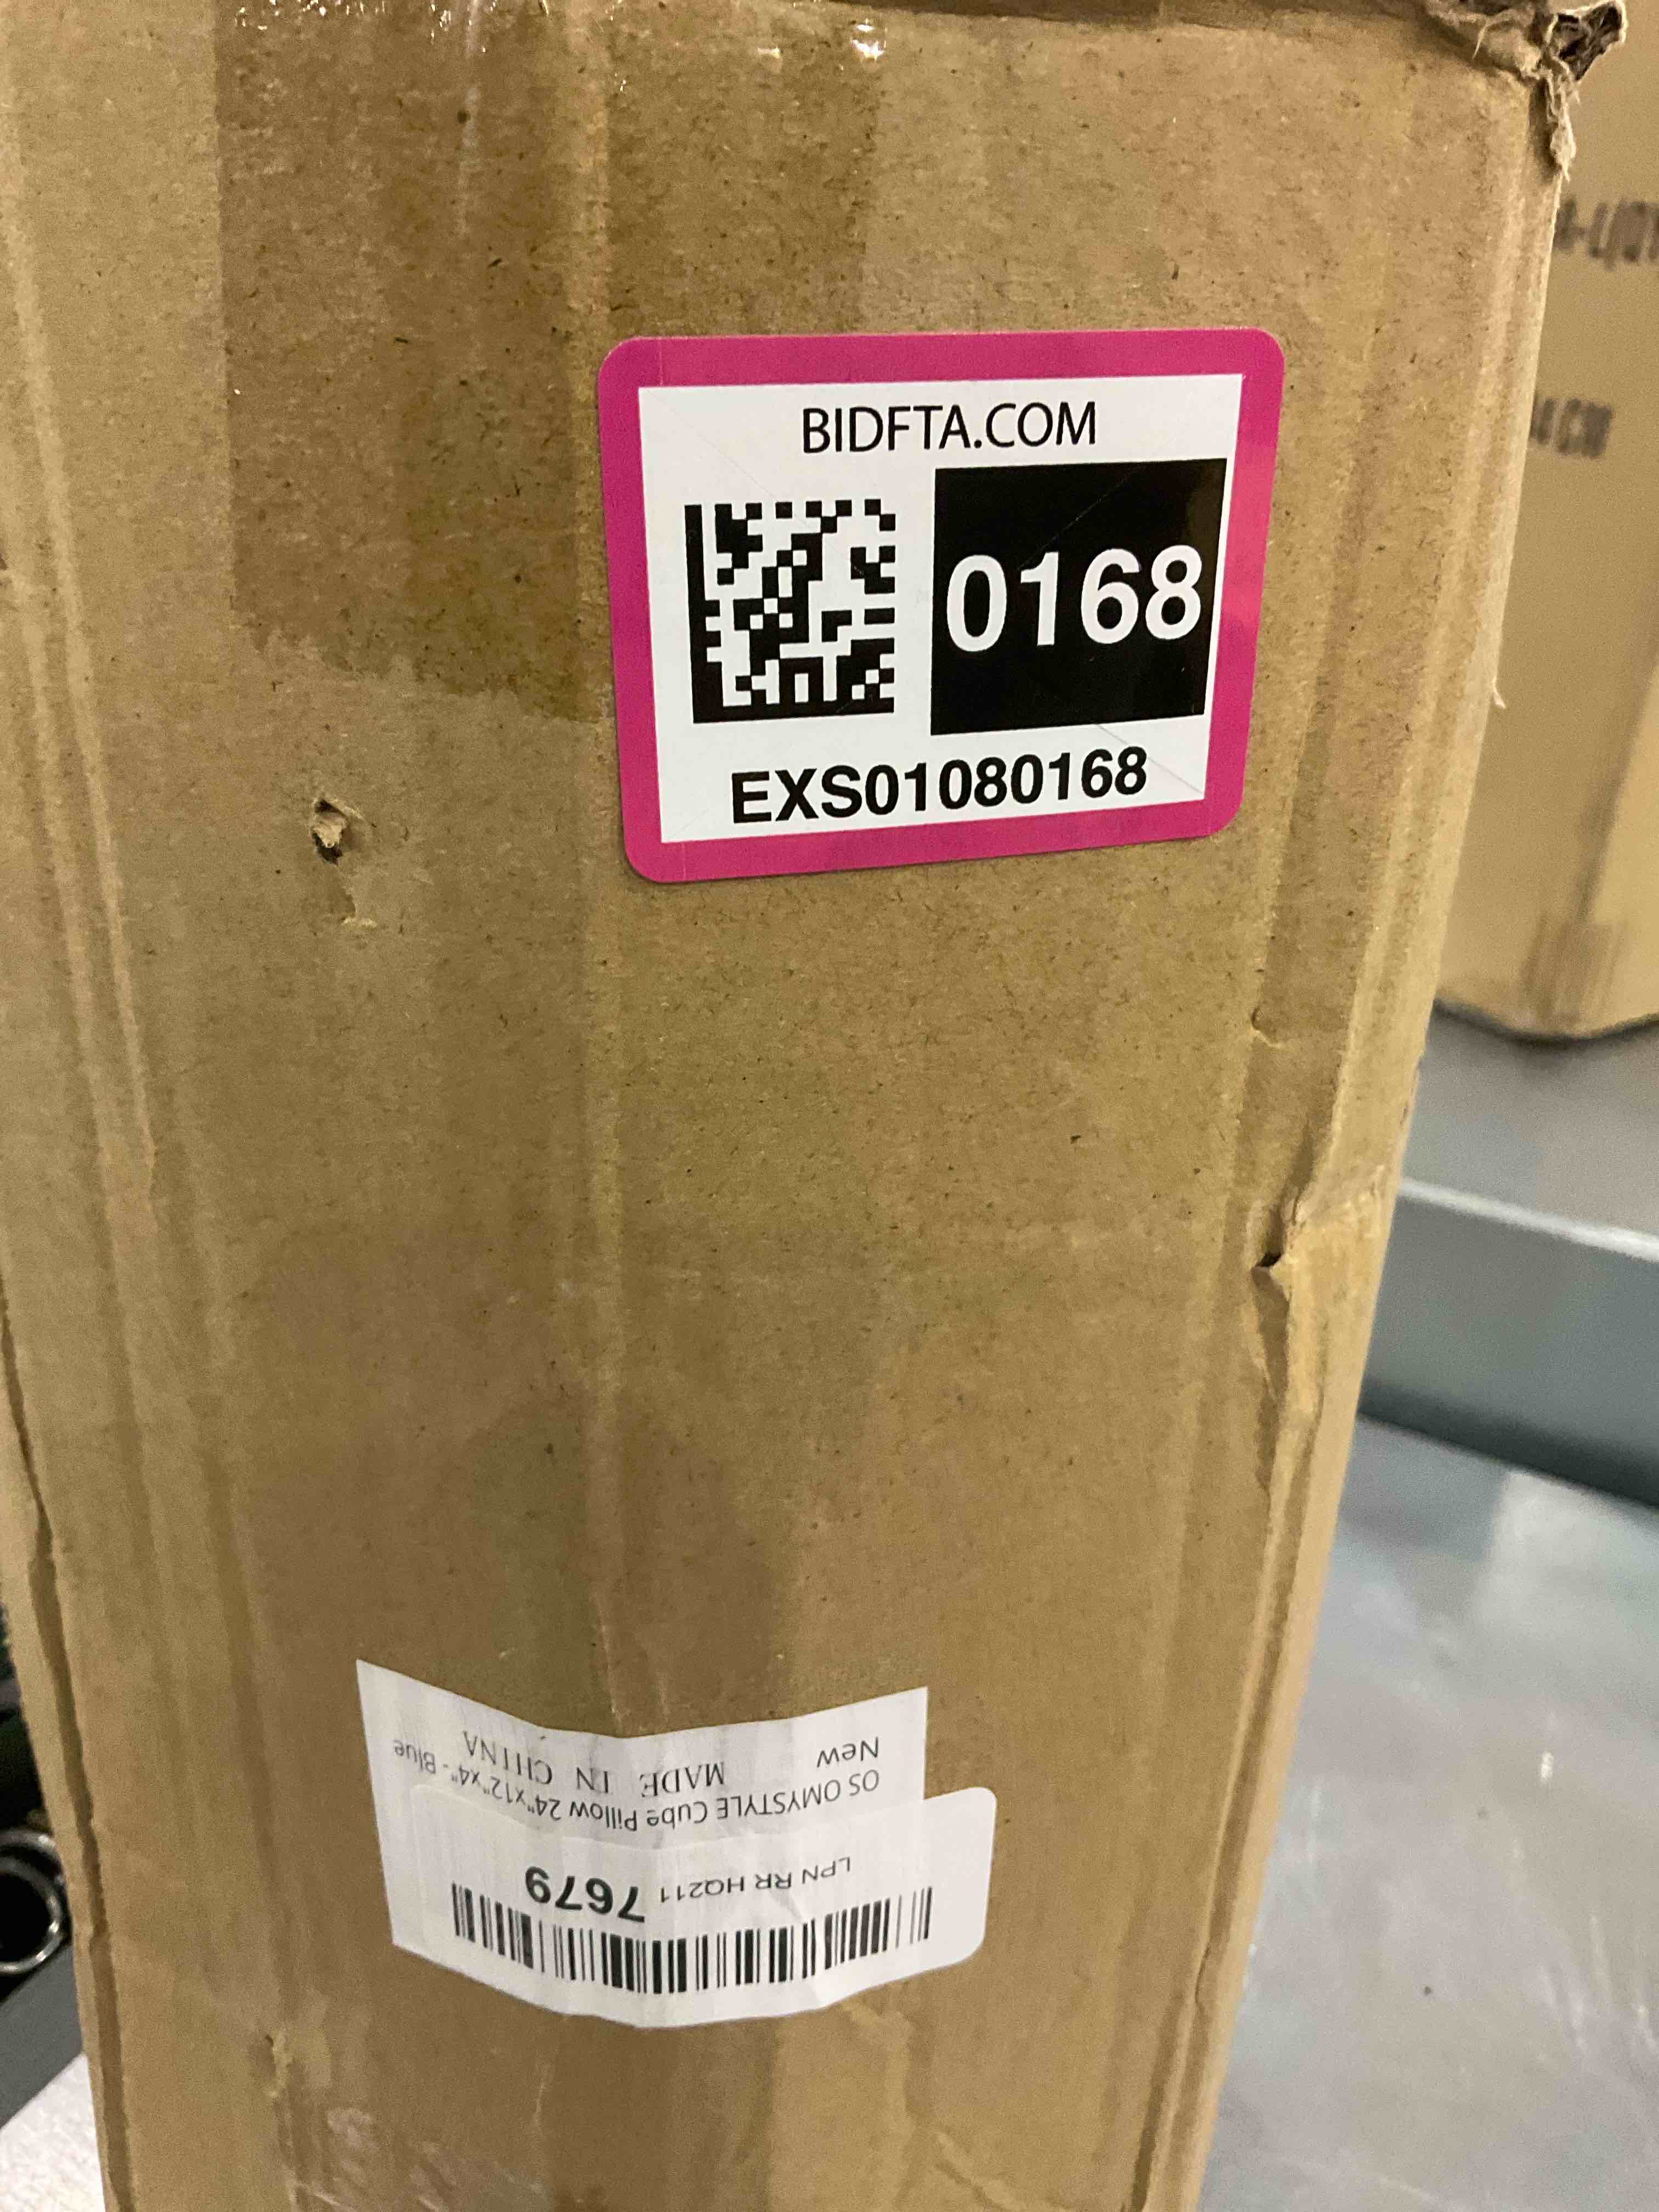 BIDFTA.COM
0168
EXS01080168
LPN RR HQ211 7679
OS OMYSTYLE Cube Pillow 24"x12"x4"- Blue
New
MADE IN CHINA